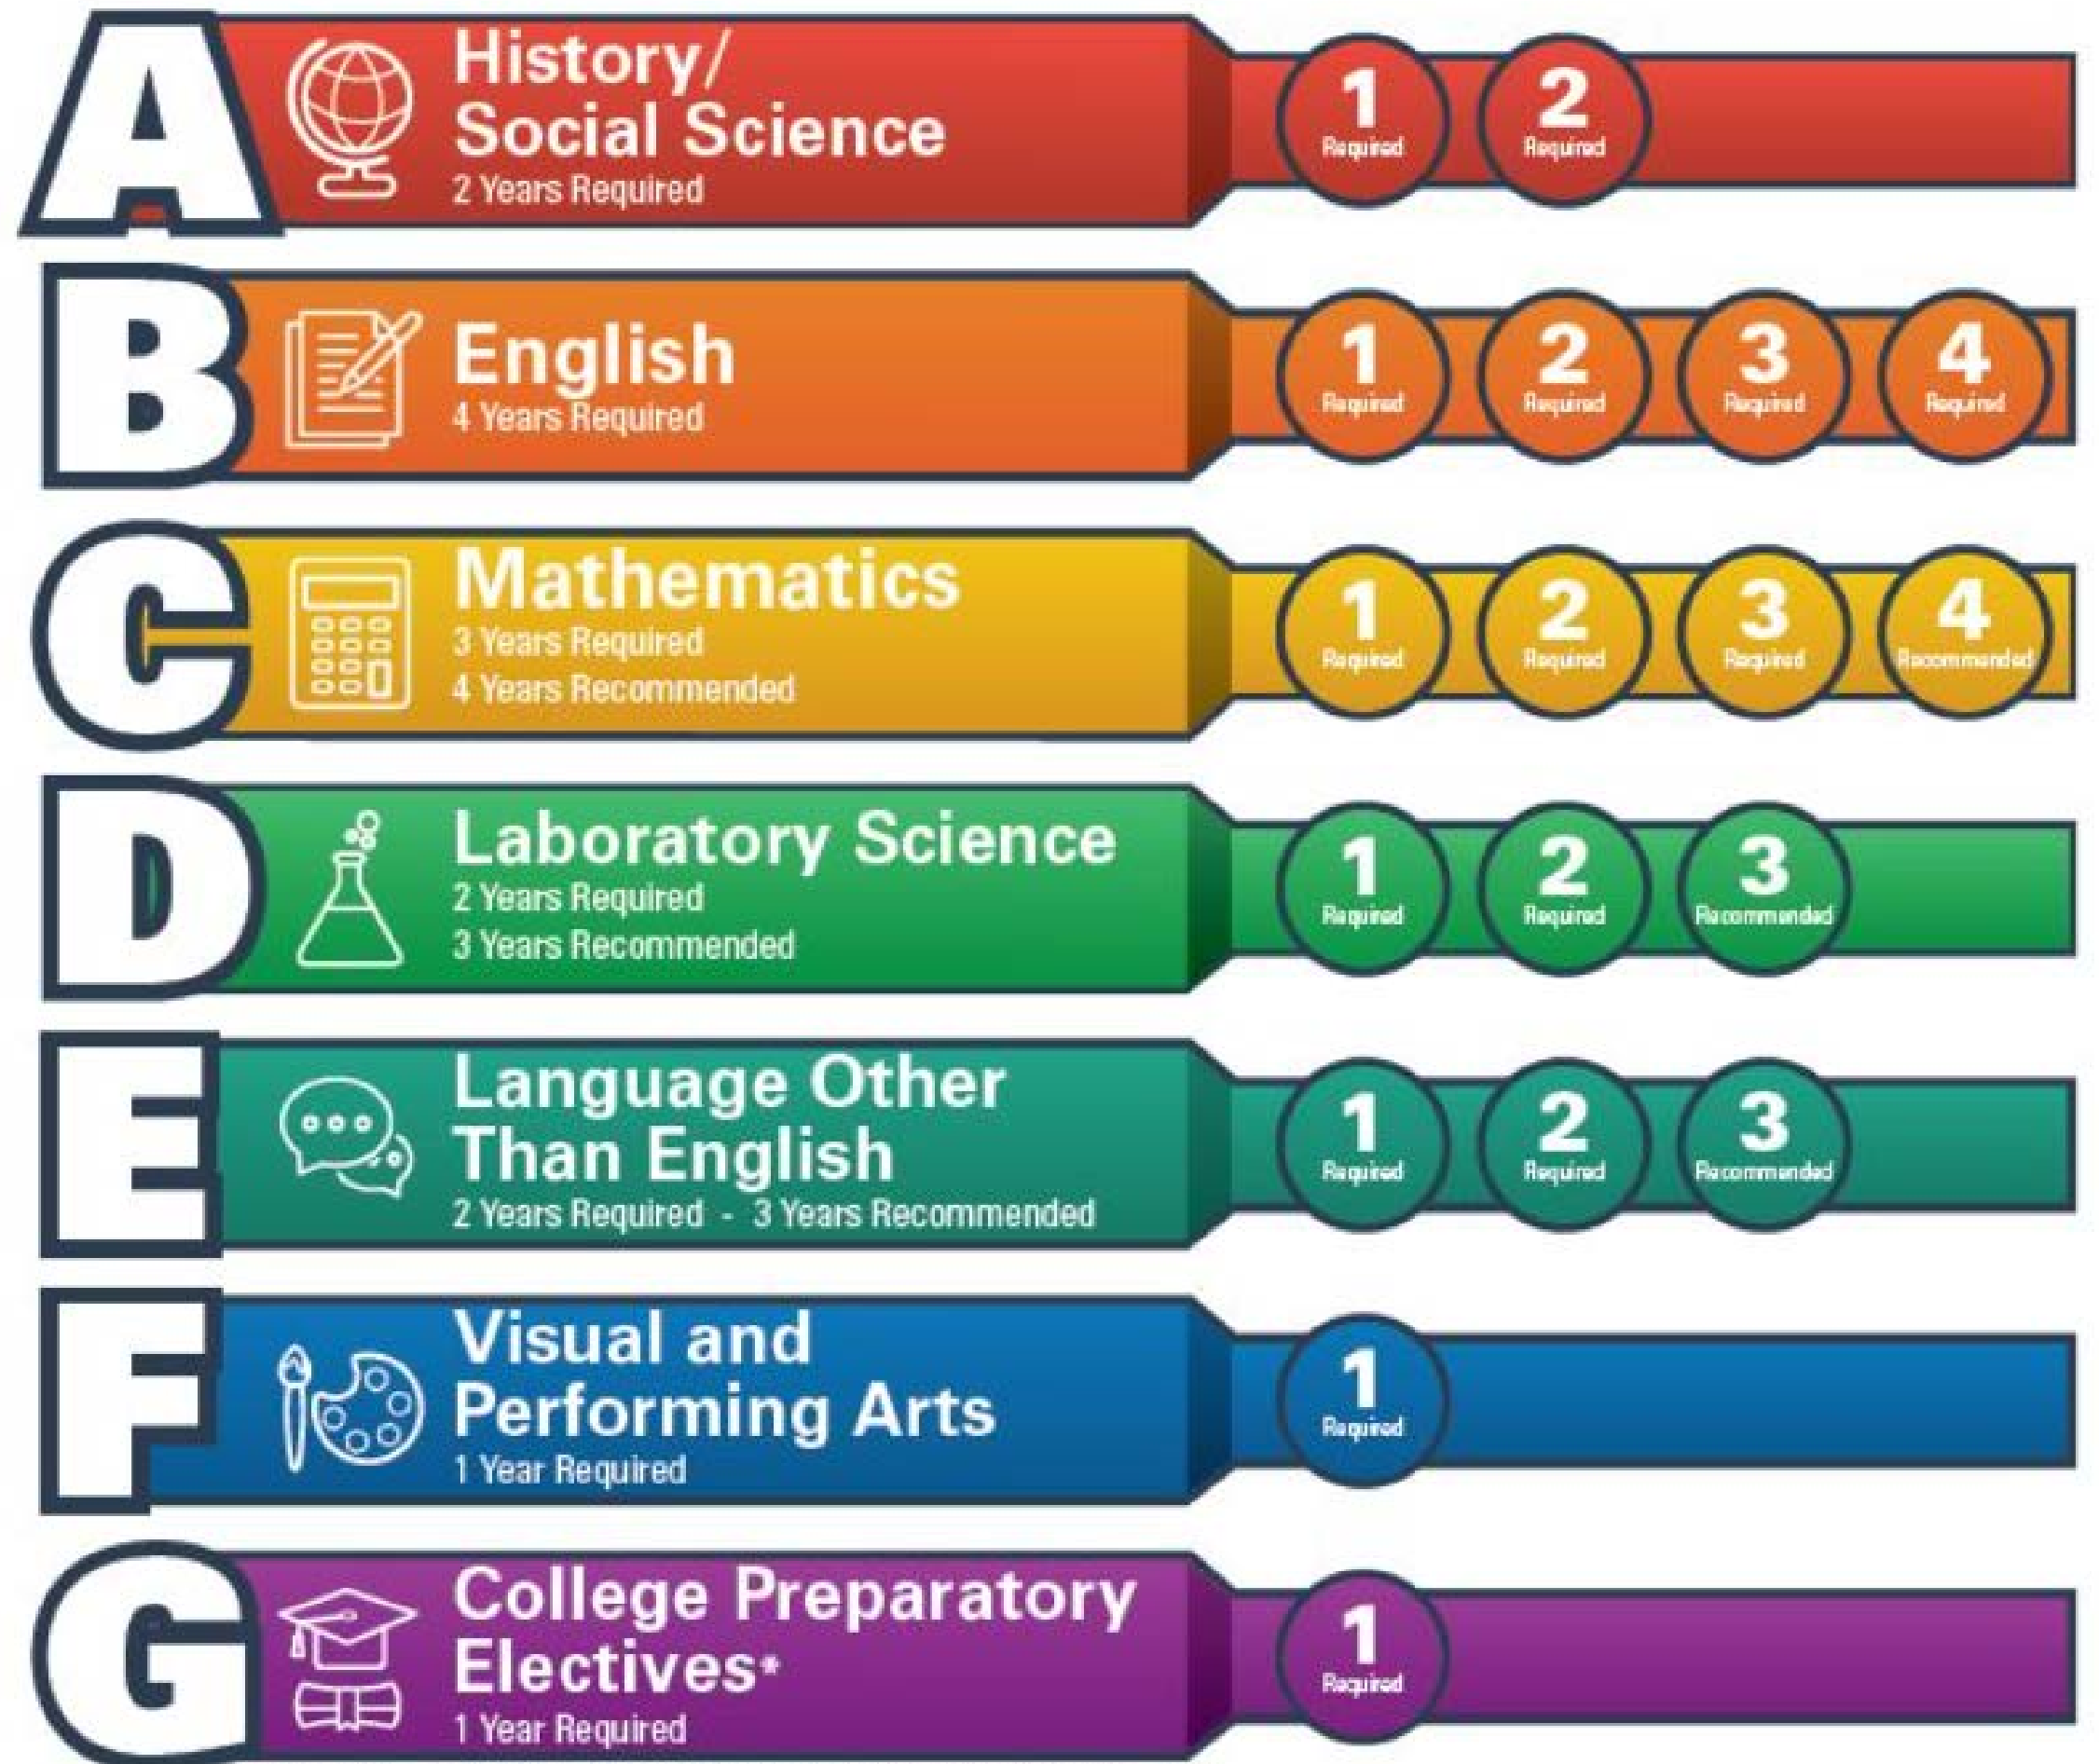 A
History/
Social Science
2 Years Required
1
Required
2
Required
B
English
4 Years Required
1
Required
2
Required
3
Required
4
Required
C
Mathematics
3 Years Required
4 Years Recommended
1
Required
2
Required
3
Required
4
Recommended
D
Laboratory Science
2 Years Required
3 Years Recommended
1
Required
2
Required
3
Recommended
E
Language Other
Than English
2 Years Required - 3 Years Recommended
1
Required
2
Required
3
Recommended
F
Visual and
Performing Arts
1 Year Required
1
Required
G
College Preparatory
Electives*
1 Year Required
1
Required